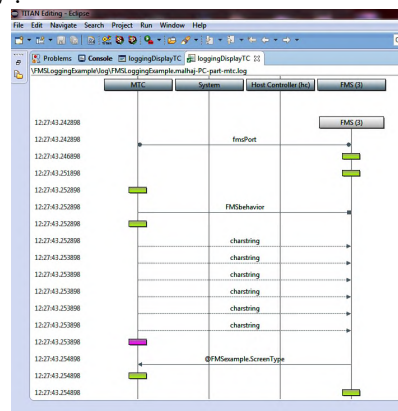 TITAN Editing - Eclipse
File Edit Navigate Search Project Run Window Help
Problems Console loggingDisplayTC loggingDisplayTC
\FMSLoggingExample\log\FMSLoggingExample.malhaj-PC-part-mtc.log
MTC System Host Controller (hc) FMS (3)
12:27:43.242898 FMS (3)
12:27:43.242898 fmsPort
12:27:43.246898
12:27:43.251898
12:27:43.252898
12:27:43.252898 FMSbehavior
12:27:43.252898
12:27:43.252898 charstring
12:27:43.253898 charstring
12:27:43.253898 charstring
12:27:43.253898 charstring
12:27:43.253898 charstring
12:27:43.253898
12:27:43.254898 @FMSexample.ScreenType
12:27:43.254898
12:27:43.254898